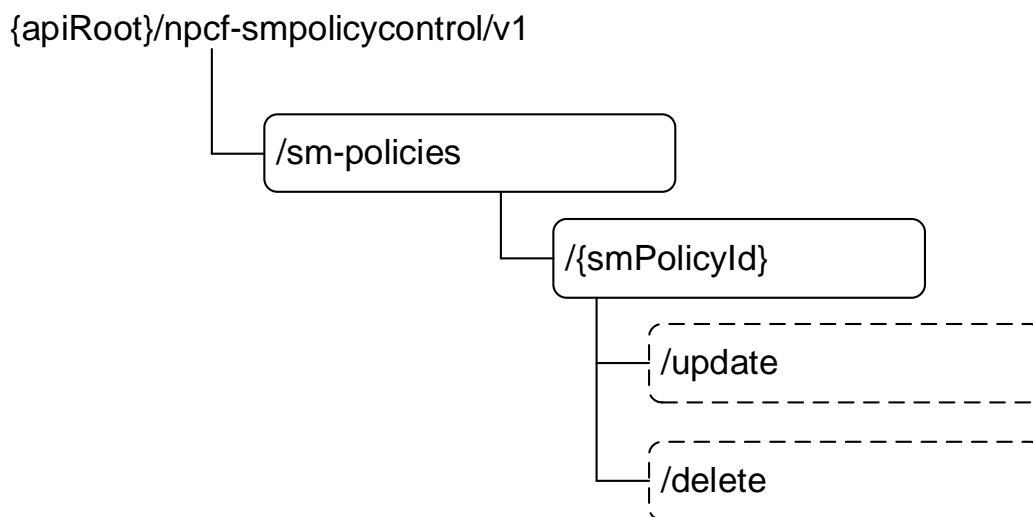 {apiRoot}/npcf-smpolicycontrol/v1
/sm-policies
/{smPolicyId}
/update
/delete